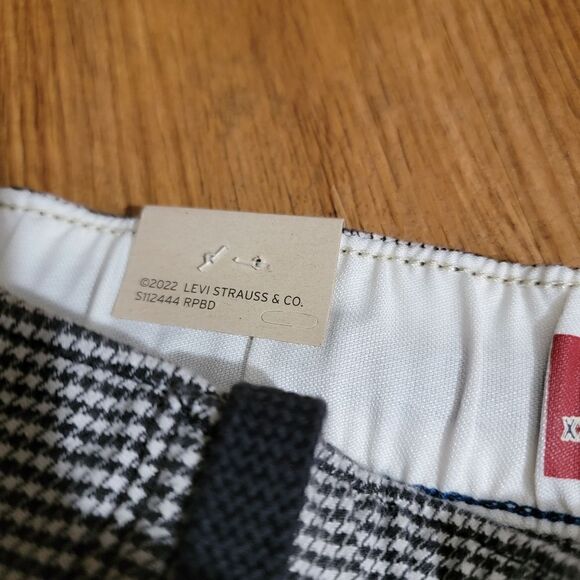 ©2022 LEVI STRAUSS & CO.
S112444 RPBD